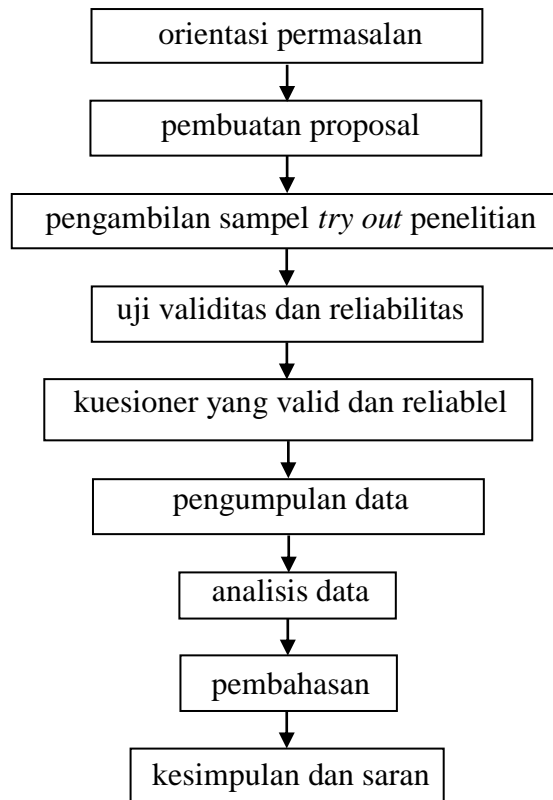 orientasi permasalan
pembuatan proposal
pengambilan sampel try out penelitian
uji validitas dan reliabilitas
kuesioner yang valid dan reliablel
pengumpulan data
analisis data
pembahasan
kesimpulan dan saran